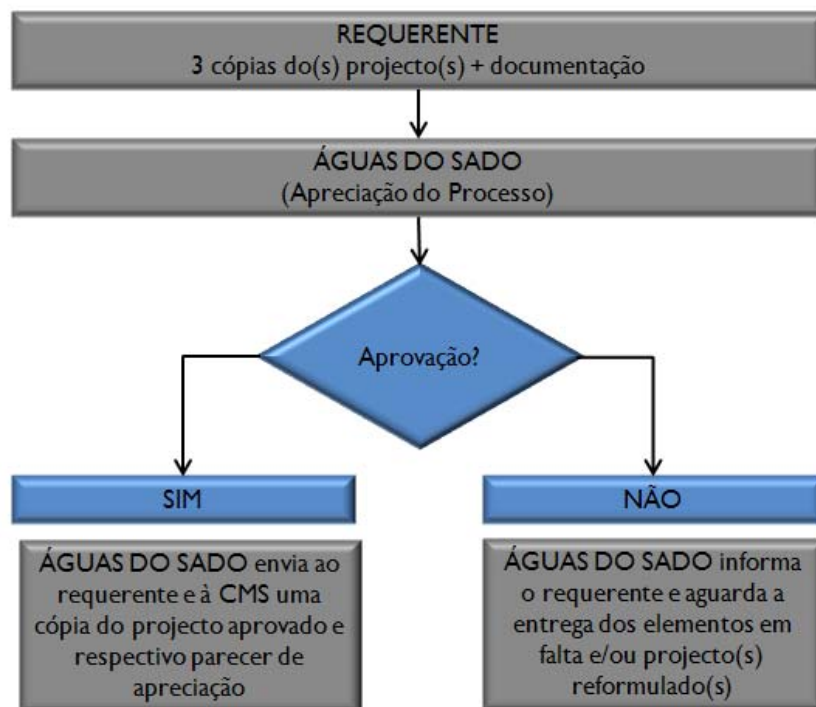 REQUERENTE
3 cópias do(s) projecto(s) + documentação
ÁGUAS DO SADO
(Apreciação do Processo)
Aprovação?
SIM
NÃO
ÁGUAS DO SADO envia ao
requerente e à CMS uma
cópia do projecto aprovado e
respectivo parecer de
apreciação
ÁGUAS DO SADO informa
o requerente e aguarda a
entrega dos elementos em
falta e/ou projecto(s)
reformulado(s)